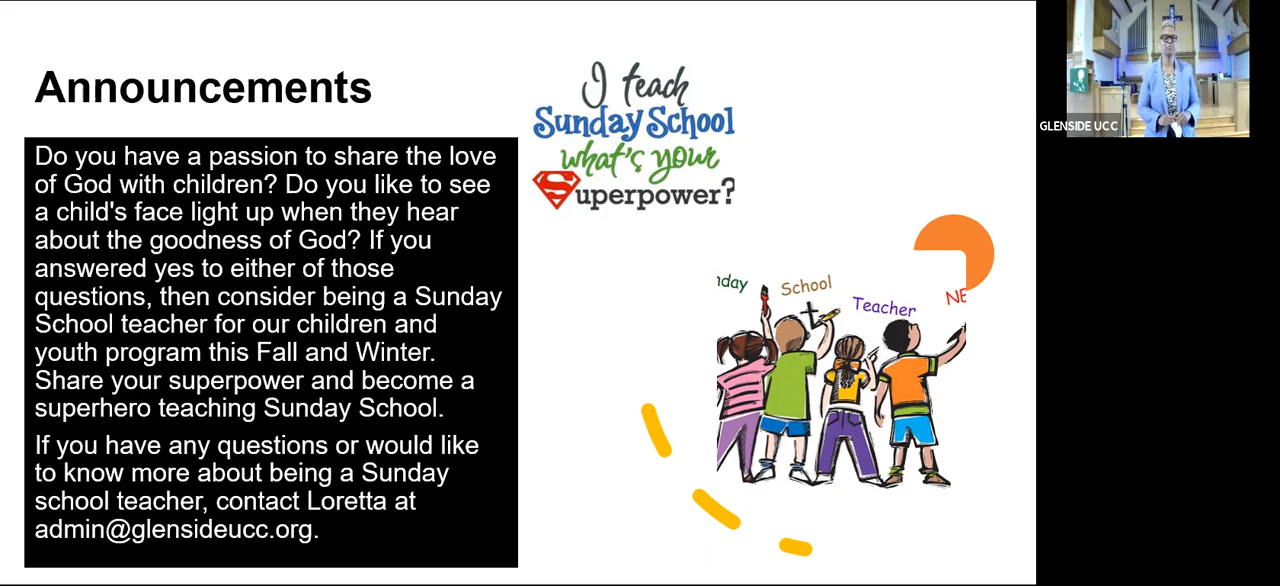 Announcements
Do you have a passion to share the love
of God with children? Do you like to see
a child's face light up when they hear
about the goodness of God? If you
answered yes to either of those
questions, then consider being a Sunday
School teacher for our children and
youth program this Fall and Winter.
Share your superpower and become a
superhero teaching Sunday School.
If you have any questions or would like
to know more about being a Sunday
school teacher, contact Loretta at
admin@glensideucc.org.
I teach
Sunday School
what's your
Superpower?
nday School Teacher NE
GLENSIDE UCC